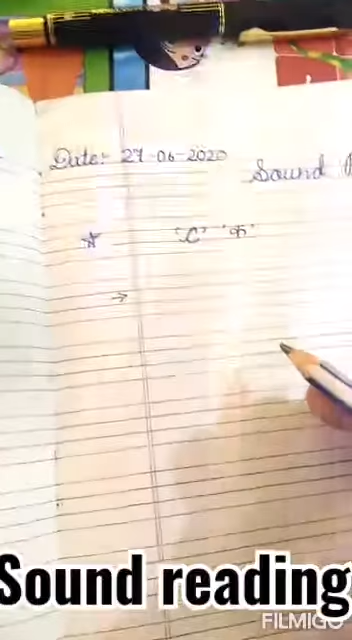 Date:- 27-06-2020
Sound
'C' 'क'
→
Sound reading
FILMIGO